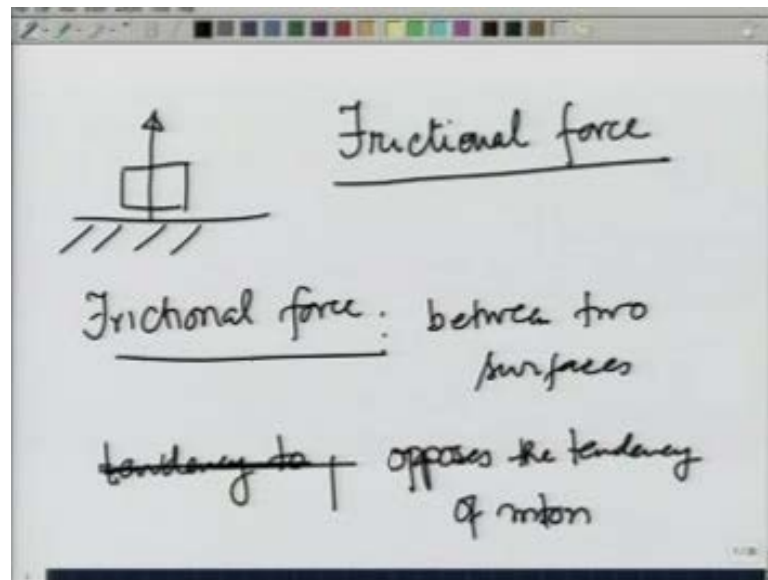 Frictional force
Frictional force : between two
surfaces
tendency to opposes the tendency
of motion